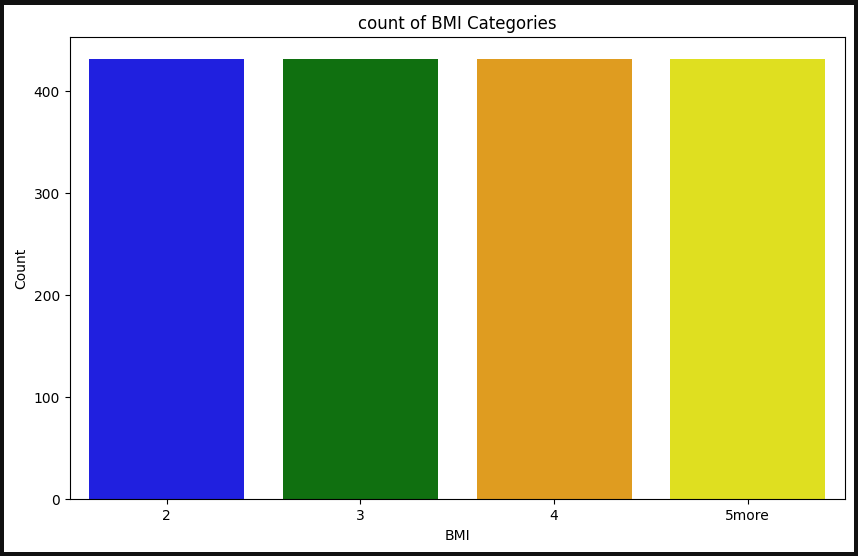 count of BMI Categories
400
300
200
100
0
Count
2 3 4 5more
BMI